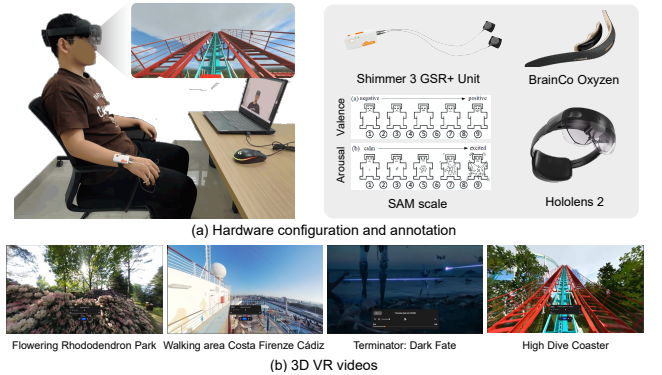 Shimmer 3 GSR+ Unit
BrainCo Oxyzen
Valence
(a) negative
positive
① ② ③ ④ ⑤ ⑥ ⑦ ⑧ ⑨
Arousal
(b) calm
excited
① ② ③ ④ ⑤ ⑥ ⑦ ⑧ ⑨
SAM scale
Hololens 2
(a) Hardware configuration and annotation
Flowering Rhododendron Park
Walking area Costa Firenze Cádiz
Terminator: Dark Fate
High Dive Coaster
(b) 3D VR videos